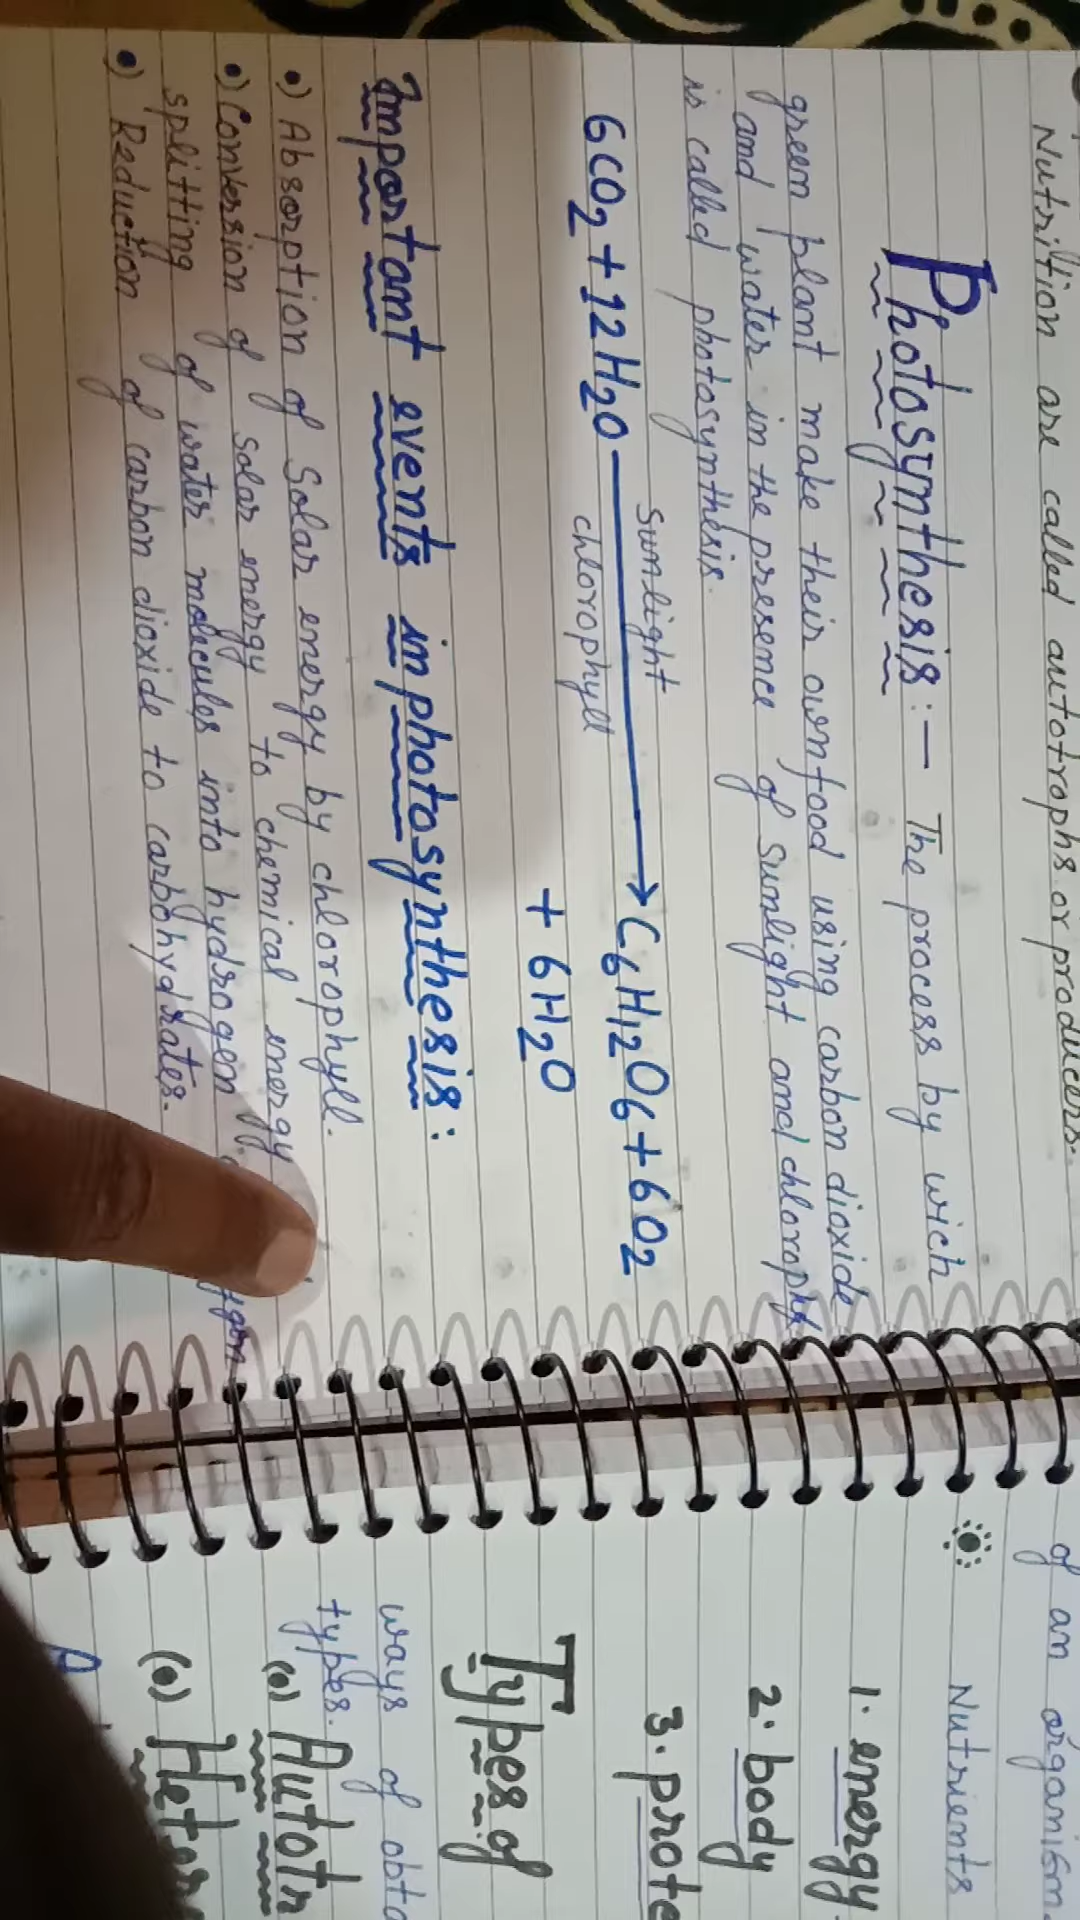 Nutrition are called autotrophs or producers.
Photosynthesis:— The process by wich
green plant make their own food using carbon dioxide
and water in the presence of sunlight and chlorophy
is called photosynthesis.
Sunlight
6CO2 + 12H2O → C6H12O6 + 6O2
chlorophyll
+ 6H2O
Important events in photosynthesis:
•) Absorption of Solar energy by chlorophyll.
•) Conversion of solar energy to chemical energy
splitting of water molecules into hydrogen
•) Reduction of carbon dioxide to carbohydrates.
of an organism.
Nutrients
1. energy
2. body
3. prote
Types of
ways of obta
types.
(•) Autotr
(•) Heter